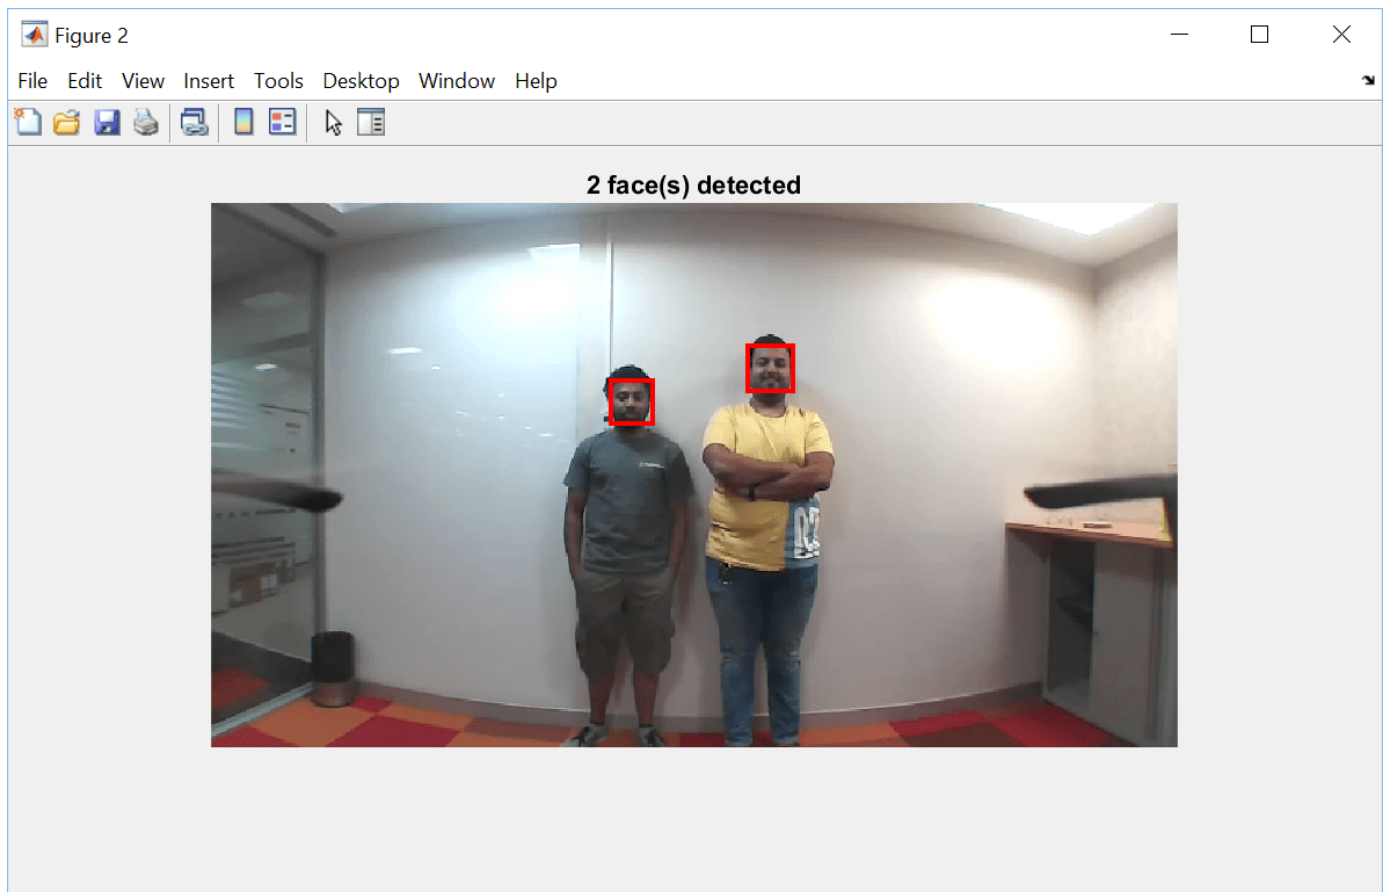 Figure 2
File Edit View Insert Tools Desktop Window Help
2 face(s) detected